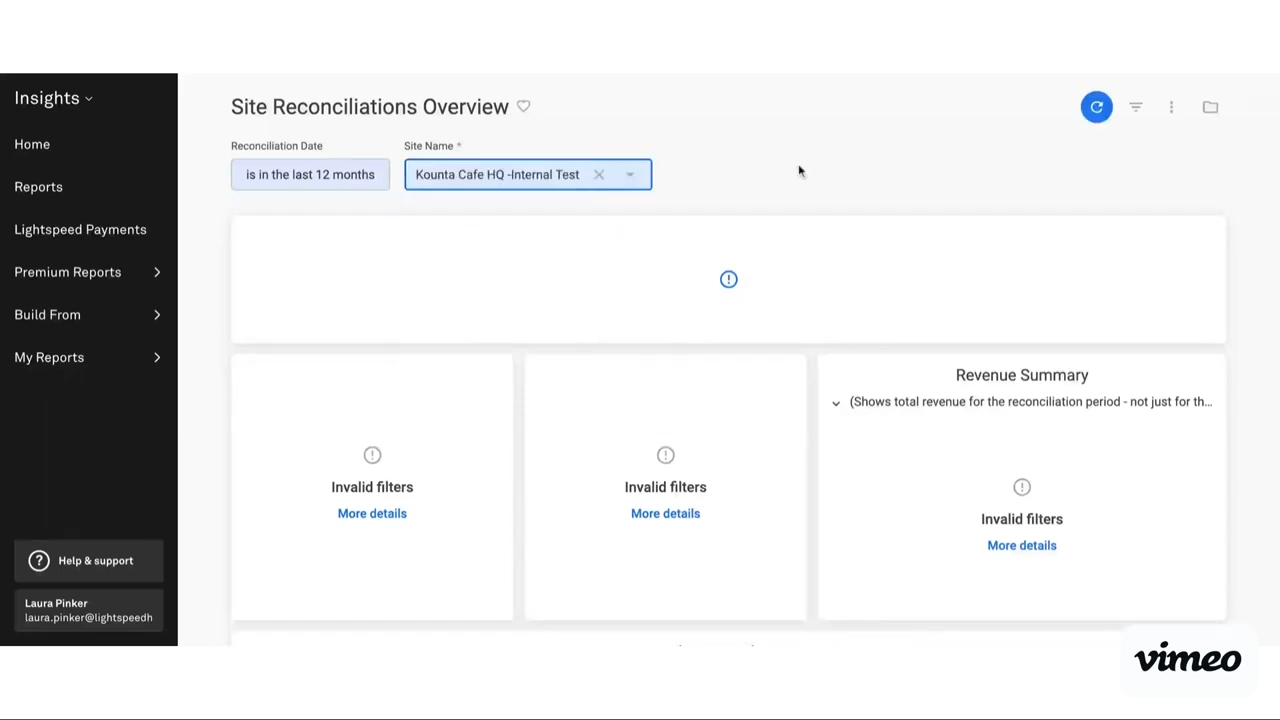 Insights
Home
Reports
Lightspeed Payments
Premium Reports
Build From
My Reports
? Help & support
Laura Pinker
laura.pinker@lightspeedh
Site Reconciliations Overview
Reconciliation Date
Site Name *
is in the last 12 months
Kounta Cafe HQ -Internal Test
Invalid filters
More details
Invalid filters
More details
Revenue Summary
(Shows total revenue for the reconciliation period - not just for th...
Invalid filters
More details
vimeo